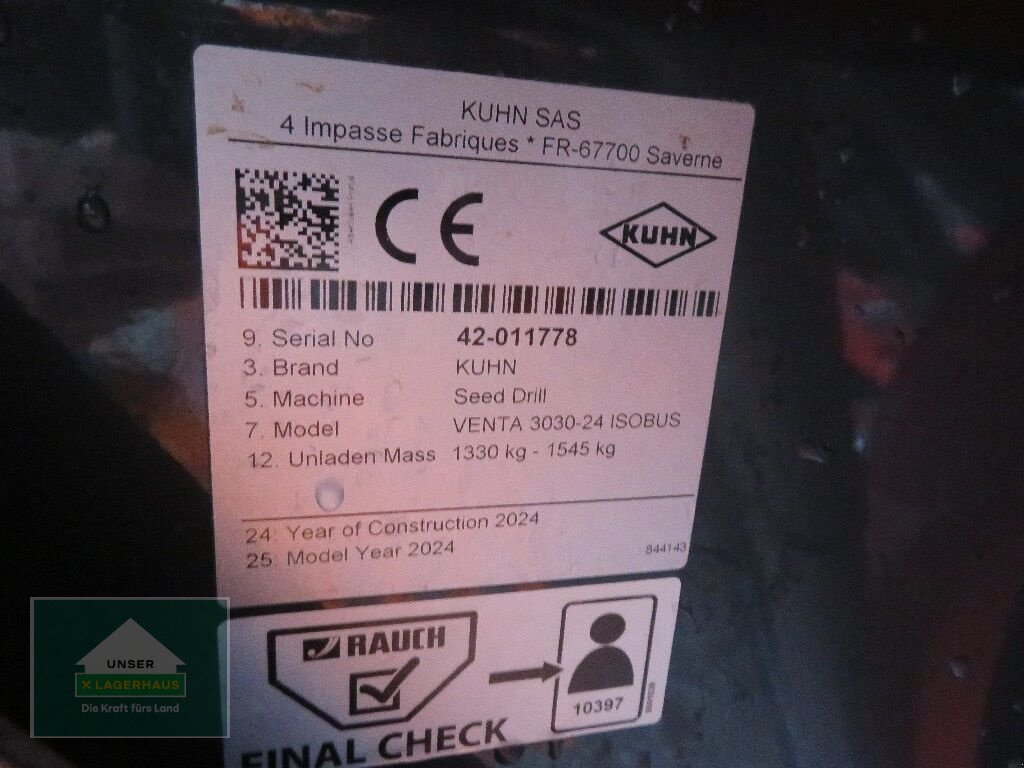 KUHN SAS
4 Impasse Fabriques * FR-67700 Saverne
CE
KUHN
9. Serial No 42-011778
3. Brand KUHN
5. Machine Seed Drill
7. Model VENTA 3030-24 ISOBUS
12. Unladen Mass 1330 kg - 1545 kg
24. Year of Construction 2024
25. Model Year 2024
844143
RAUCH
10397
FINAL CHECK
UNSER
X LAGERHAUS
Die Kraft fürs Land